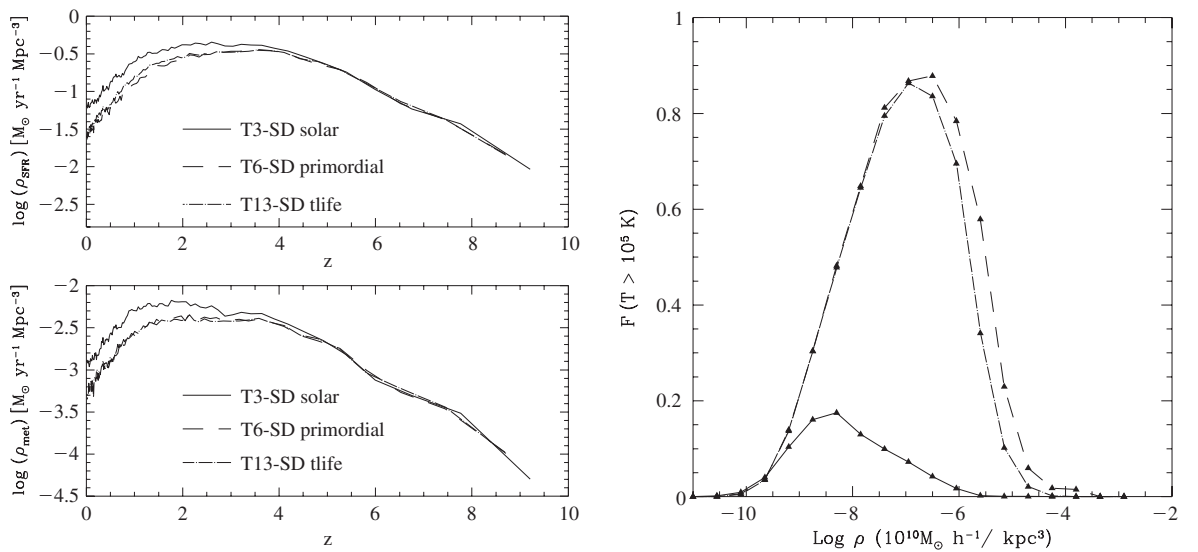 0
−0.5
−1
−1.5
−2
−2.5
log (ρSFR) [M⊙ yr⁻¹ Mpc⁻³]
T3-SD solar
T6-SD primordial
T13-SD tlife
0 2 4 6 8 10
z
−2
−2.5
−3
−3.5
−4
−4.5
log (ρmet) [M⊙ yr⁻¹ Mpc⁻³]
T3-SD solar
T6-SD primordial
T13-SD tlife
0 2 4 6 8 10
z
1
0.8
0.6
0.4
0.2
0
F (T > 10⁵ K)
−10 −8 −6 −4 −2
Log ρ (10¹⁰M⊙ h⁻¹/ kpc³)